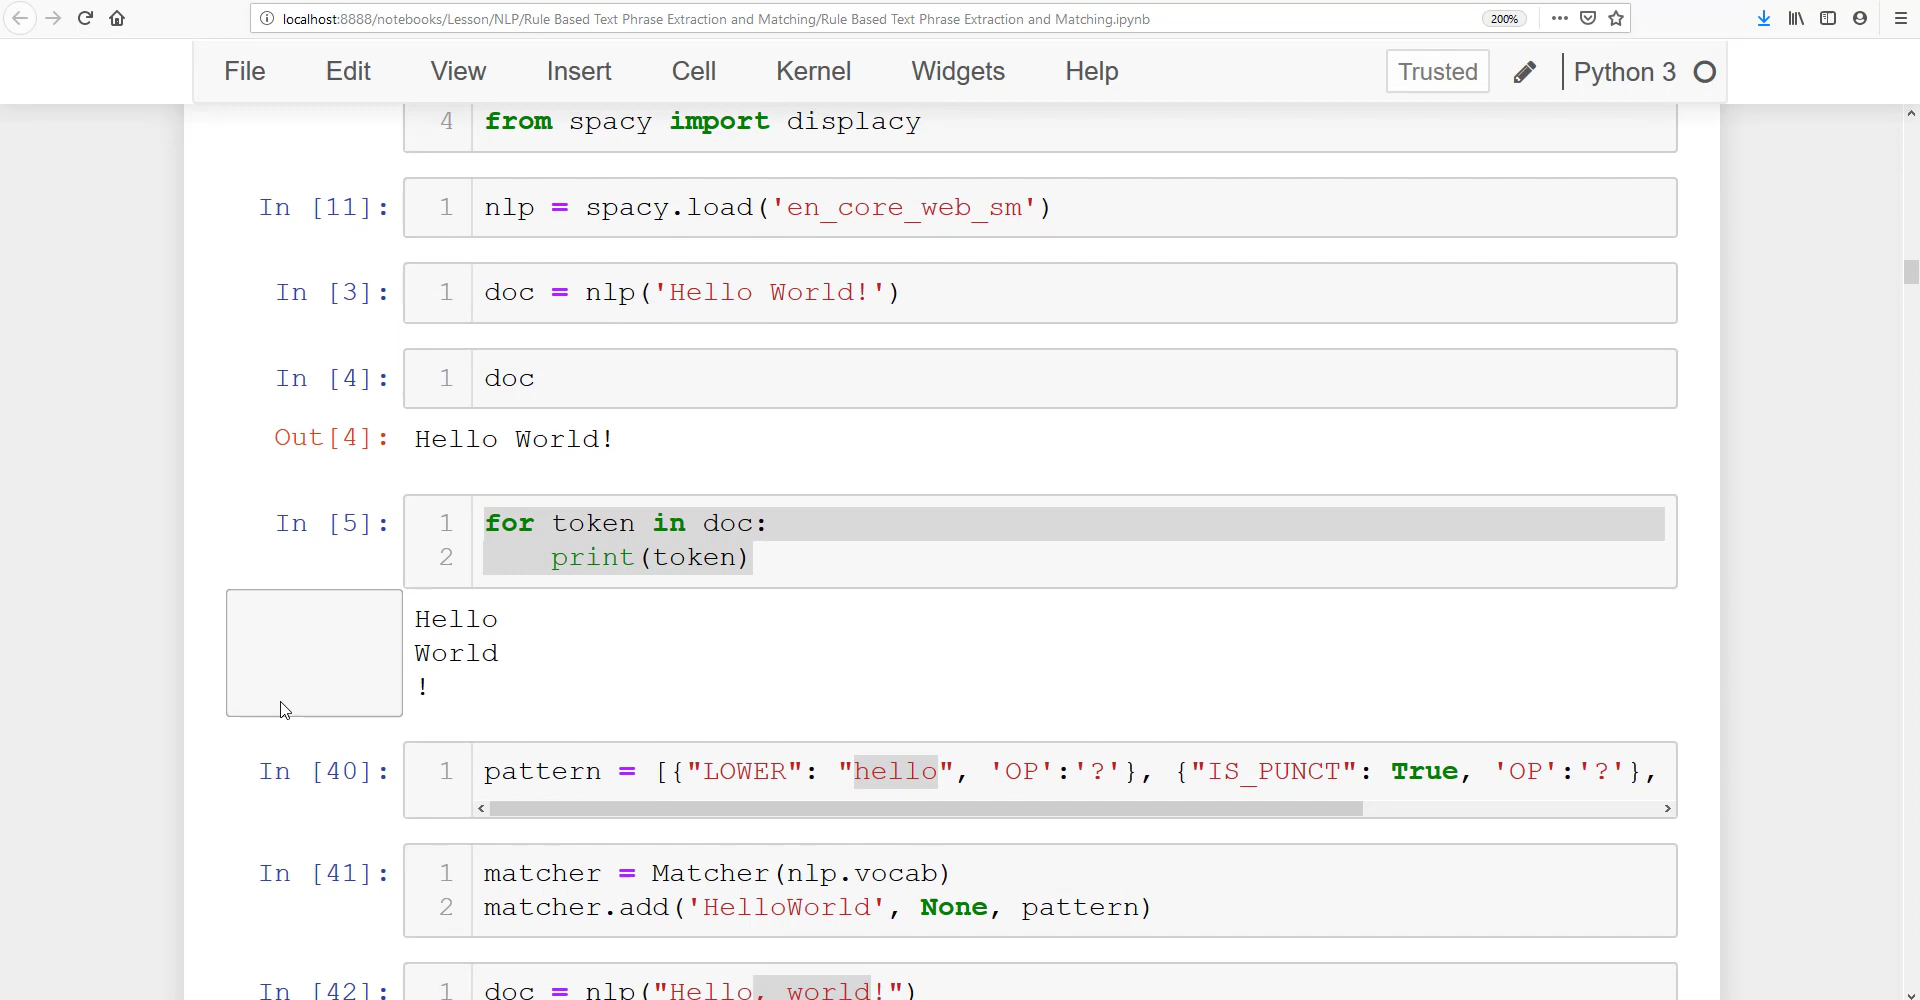 localhost:8888/notebooks/Lesson/NLP/Rule Based Text Phrase Extraction and Matching/Rule Based Text Phrase Extraction and Matching.ipynb
200%
File Edit View Insert Cell Kernel Widgets Help Trusted Python 3
4 from spacy import displacy
In [11]: 1 nlp = spacy.load('en_core_web_sm')
In [3]: 1 doc = nlp('Hello World!')
In [4]: 1 doc
Out[4]: Hello World!
In [5]: 1 for token in doc:
2 print(token)
Hello
World
!
In [40]: 1 pattern = [{"LOWER": "hello", 'OP':'?'}, {"IS_PUNCT": True, 'OP':'?'},
In [41]: 1 matcher = Matcher(nlp.vocab)
2 matcher.add('HelloWorld', None, pattern)
In [42]: 1 doc = nlp("Hello, world!")